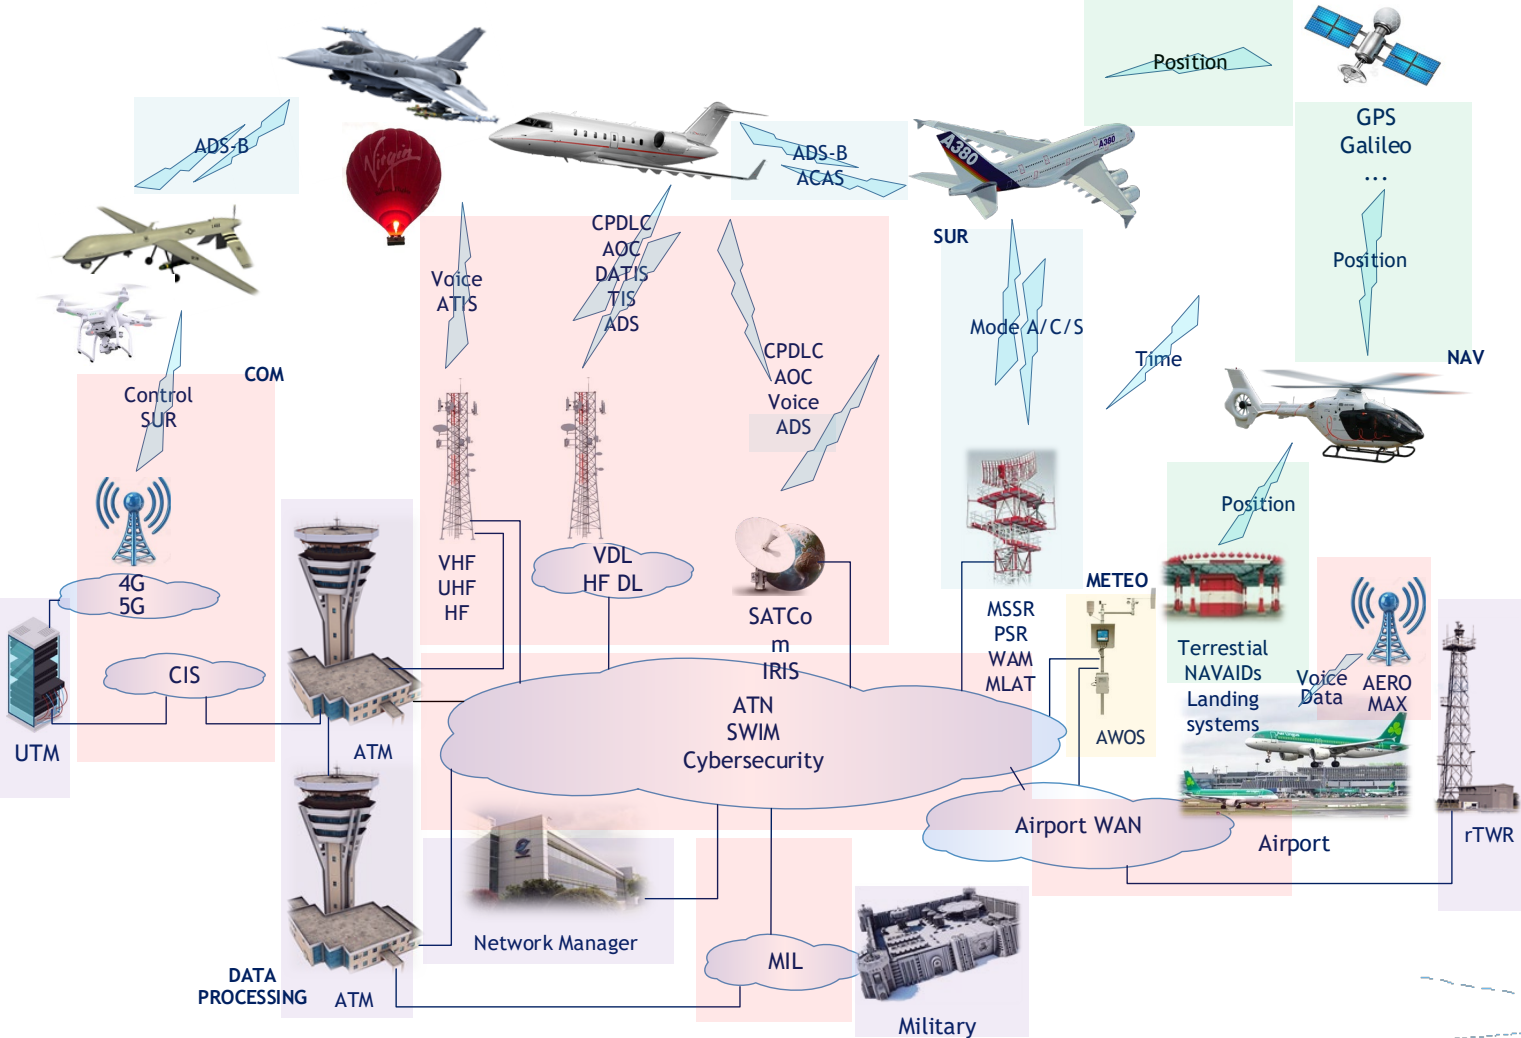 Position
GPS
Galileo
...
ADS-B
Virgin
ADS-B
ACAS
A380
A380
SUR
CPDLC
AOC
DATIS
TIS
ADS
Voice
ATIS
Position
Mode A/C/S
Time
NAV
CPDLC
AOC
Voice
ADS
COM
Control
SUR
Position
4G
5G
VHF
UHF
HF
VDL
HF DL
SATCo
m
IRIS
MSSR
PSR
WAM
MLAT
METEO
Terrestial
NAVAIDs
Landing
systems
Voice
Data
AERO
MAX
CIS
UTM
ATM
ATN
SWIM
Cybersecurity
AWOS
Airport WAN
Airport
rTWR
Network Manager
MIL
DATA
PROCESSING
ATM
Military